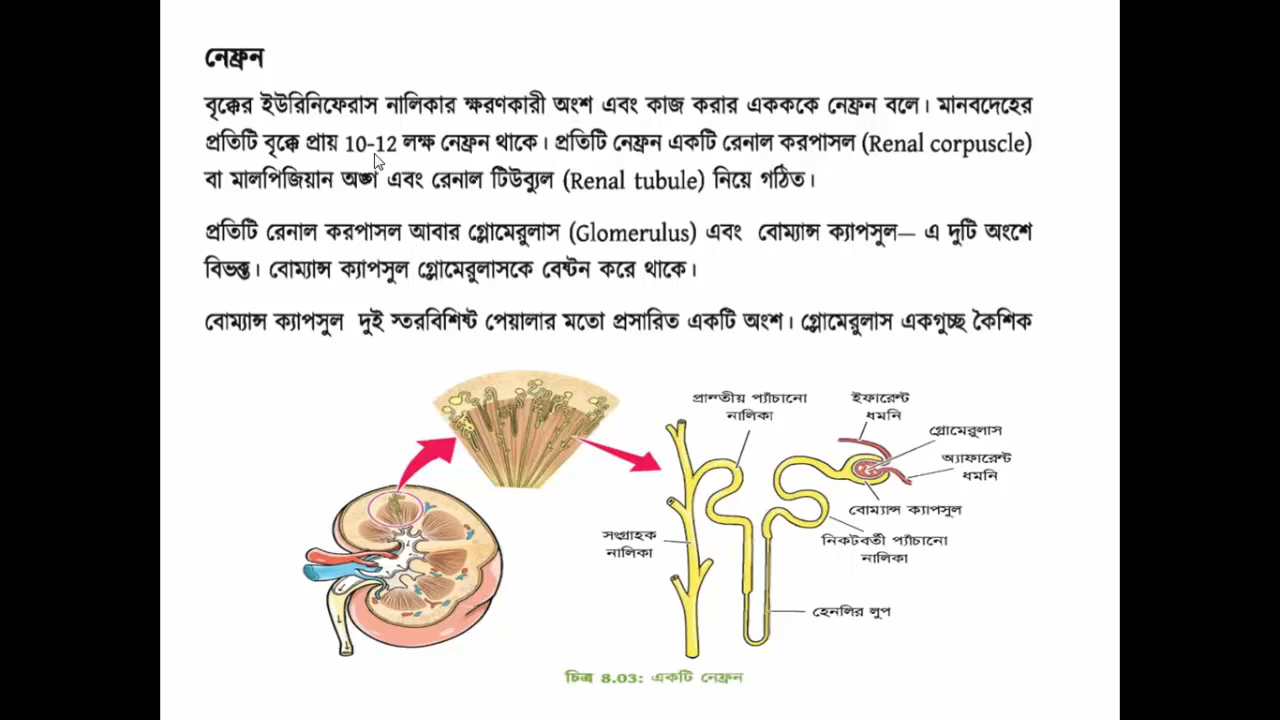 নেফ্রন
বৃক্কের ইউরিনিফেরাস নালিকার ক্ষরণকারী অংশ এবং কাজ করার একককে নেফ্রন বলে। মানবদেহের
প্রতিটি বৃক্কে প্রায় 10-12 লক্ষ নেফ্রন থাকে। প্রতিটি নেফ্রন একটি রেনাল করপাসল (Renal corpuscle)
বা মালপিজিয়ান অঙ্গ এবং রেনাল টিউব্যুল (Renal tubule) নিয়ে গঠিত।
প্রতিটি রেনাল করপাসল আবার গ্লোমেরুলাস (Glomerulus) এবং বোম্যান্স ক্যাপসুল— এ দুটি অংশে
বিভক্ত। বোম্যান্স ক্যাপসুল গ্লোমেরুলাসকে বেষ্টন করে থাকে।
বোম্যান্স ক্যাপসুল দুই স্তরবিশিষ্ট পেয়ালার মতো প্রসারিত একটি অংশ। গ্লোমেরুলাস একগুচ্ছ কৈশিক
প্রান্তীয় প্যাঁচানো
নালিকা
ইফারেন্ট
ধমনি
গ্লোমেরুলাস
অ্যাফারেন্ট
ধমনি
বোম্যান্স ক্যাপসুল
সংগ্রাহক
নালিকা
নিকটবর্তী প্যাঁচানো
নালিকা
হেনলির লুপ
চিত্র 8.03: একটি নেফ্রন